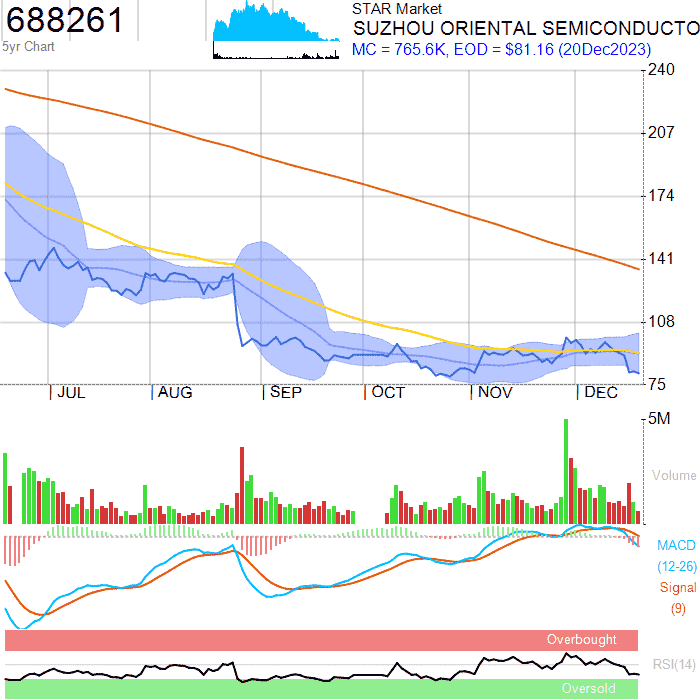 688261
5yr Chart
STAR Market
SUZHOU ORIENTAL SEMICONDUCTO
MC = 765.6K, EOD = $81.16 (20Dec2023)
240
207
174
141
108
75
JUL AUG SEP OCT NOV DEC
5M
Volume
MACD
(12-26)
Signal
(9)
Overbought
RSI(14)
Oversold